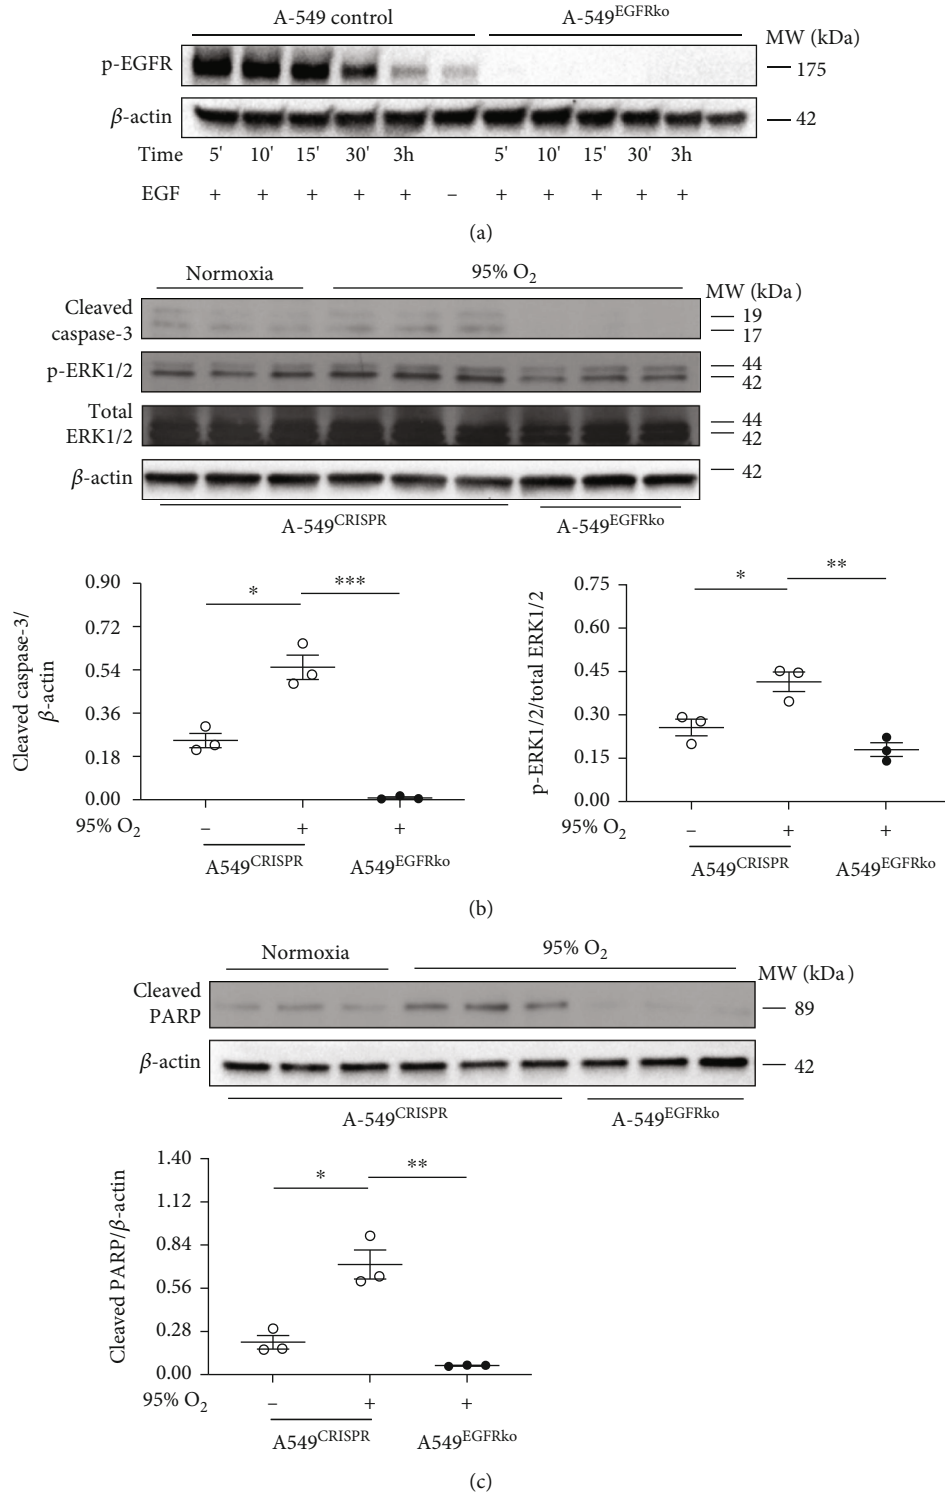 A-549 control A-549EGFRko
MW (kDa)
p-EGFR 175
β-actin 42
Time 5' 10' 15' 30' 3h 5' 10' 15' 30' 3h
EGF + + + + + – + + + + +
(a)
Normoxia 95% O2
MW (kDa)
Cleaved caspase-3 19
17
p-ERK1/2 44
42
Total ERK1/2 44
42
β-actin 42
A-549CRISPR A-549EGFRko
Cleaved caspase-3/
β-actin
0.90
0.72
0.54
0.36
0.18
0.00
* ***
95% O2 – + +
A549CRISPR A549EGFRko
p-ERK1/2/total ERK1/2
0.75
0.60
0.45
0.30
0.15
0.00
* **
95% O2 – + +
A549CRISPR A549EGFRko
(b)
Normoxia 95% O2
MW (kDa)
Cleaved PARP 89
β-actin 42
A-549CRISPR A-549EGFRko
Cleaved PARP/β-actin
1.40
1.12
0.84
0.56
0.28
0.00
* **
95% O2 – + +
A549CRISPR A549EGFRko
(c)